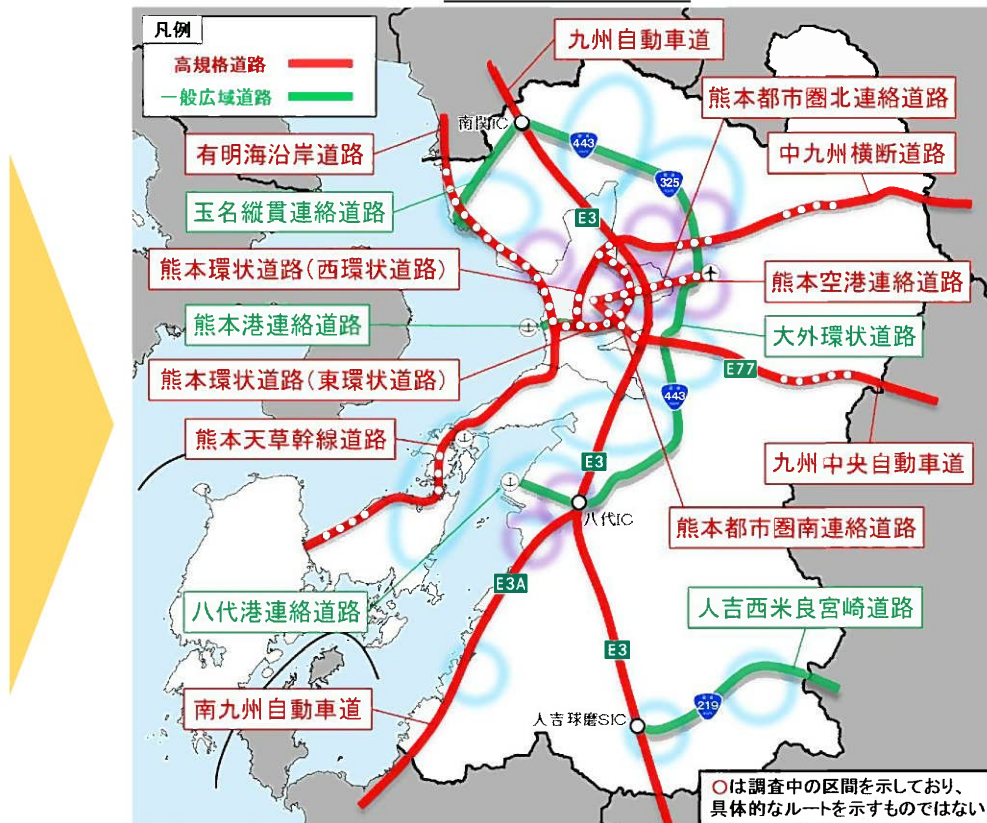 凡例
高規格道路
一般広域道路
九州自動車道
熊本都市圏北連絡道路
南関IC
443
有明海沿岸道路
中九州横断道路
325
玉名縦貫連絡道路
E3
熊本環状道路(西環状道路)
熊本空港連絡道路
熊本港連絡道路
大外環状道路
熊本環状道路(東環状道路)
E77
443
熊本天草幹線道路
九州中央自動車道
E3
八代IC
熊本都市圏南連絡道路
E3A
八代港連絡道路
人吉西米良宮崎道路
E3
南九州自動車道
219
人吉球磨SIC
○は調査中の区間を示しており、
具体的なルートを示すものではない